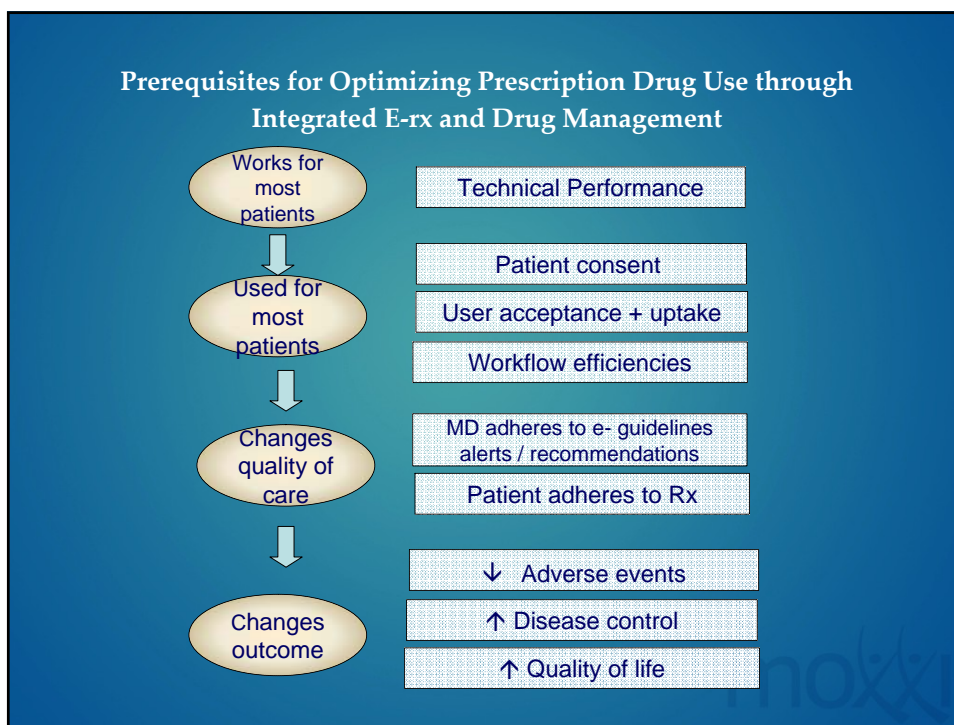 Prerequisites for Optimizing Prescription Drug Use through
Integrated E-rx and Drug Management
Works for
most
patients
Technical Performance
Used for
most
patients
Patient consent
User acceptance + uptake
Workflow efficiencies
Changes
quality of
care
MD adheres to e- guidelines
alerts / recommendations
Patient adheres to Rx
Changes
outcome
↓ Adverse events
↑ Disease control
↑ Quality of life
moxxi